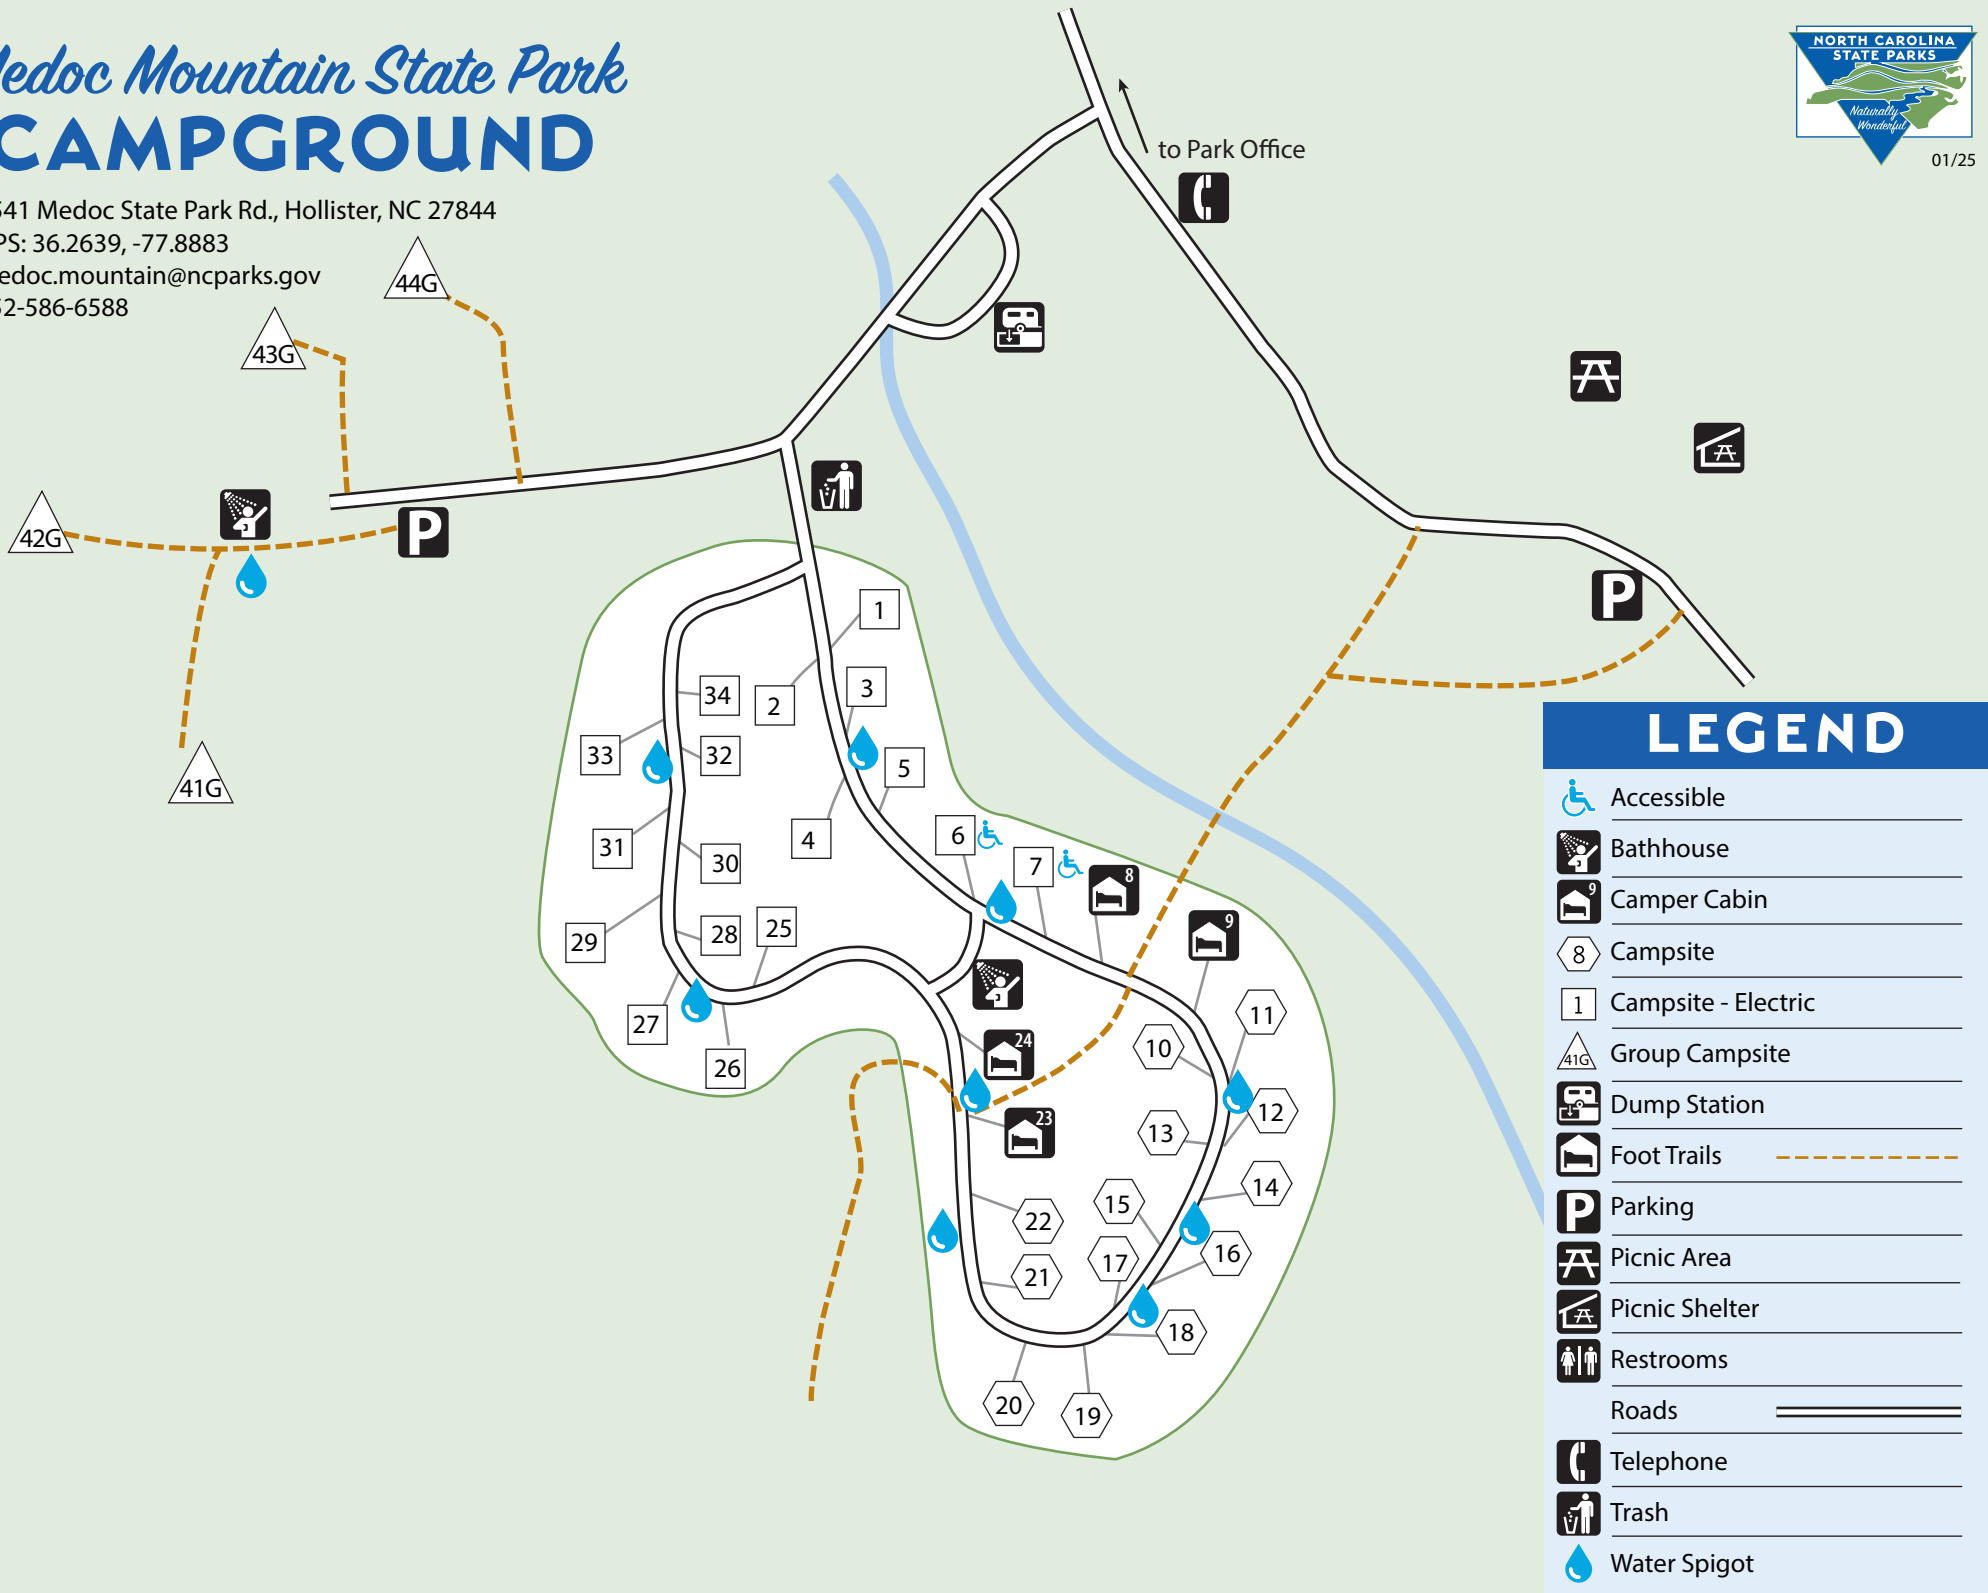 Medoc Mountain State Park
CAMPGROUND
541 Medoc State Park Rd., Hollister, NC 27844
PS: 36.2639, -77.8883
edoc.mountain@ncparks.gov
52-586-6588
NORTH CAROLINA
STATE PARKS
Naturally
Wonderful
01/25
to Park Office
44G
43G
42G
41G
1
2
3
34
33
32
5
4
31
30
6
7
8
9
29
28
25
27
26
24
23
11
10
12
13
14
15
16
17
22
21
18
20
19
LEGEND
Accessible
Bathhouse
9 Camper Cabin
8 Campsite
1 Campsite - Electric
41G Group Campsite
Dump Station
Foot Trails
P Parking
Picnic Area
Picnic Shelter
Restrooms
Roads
Telephone
Trash
Water Spigot
P
P